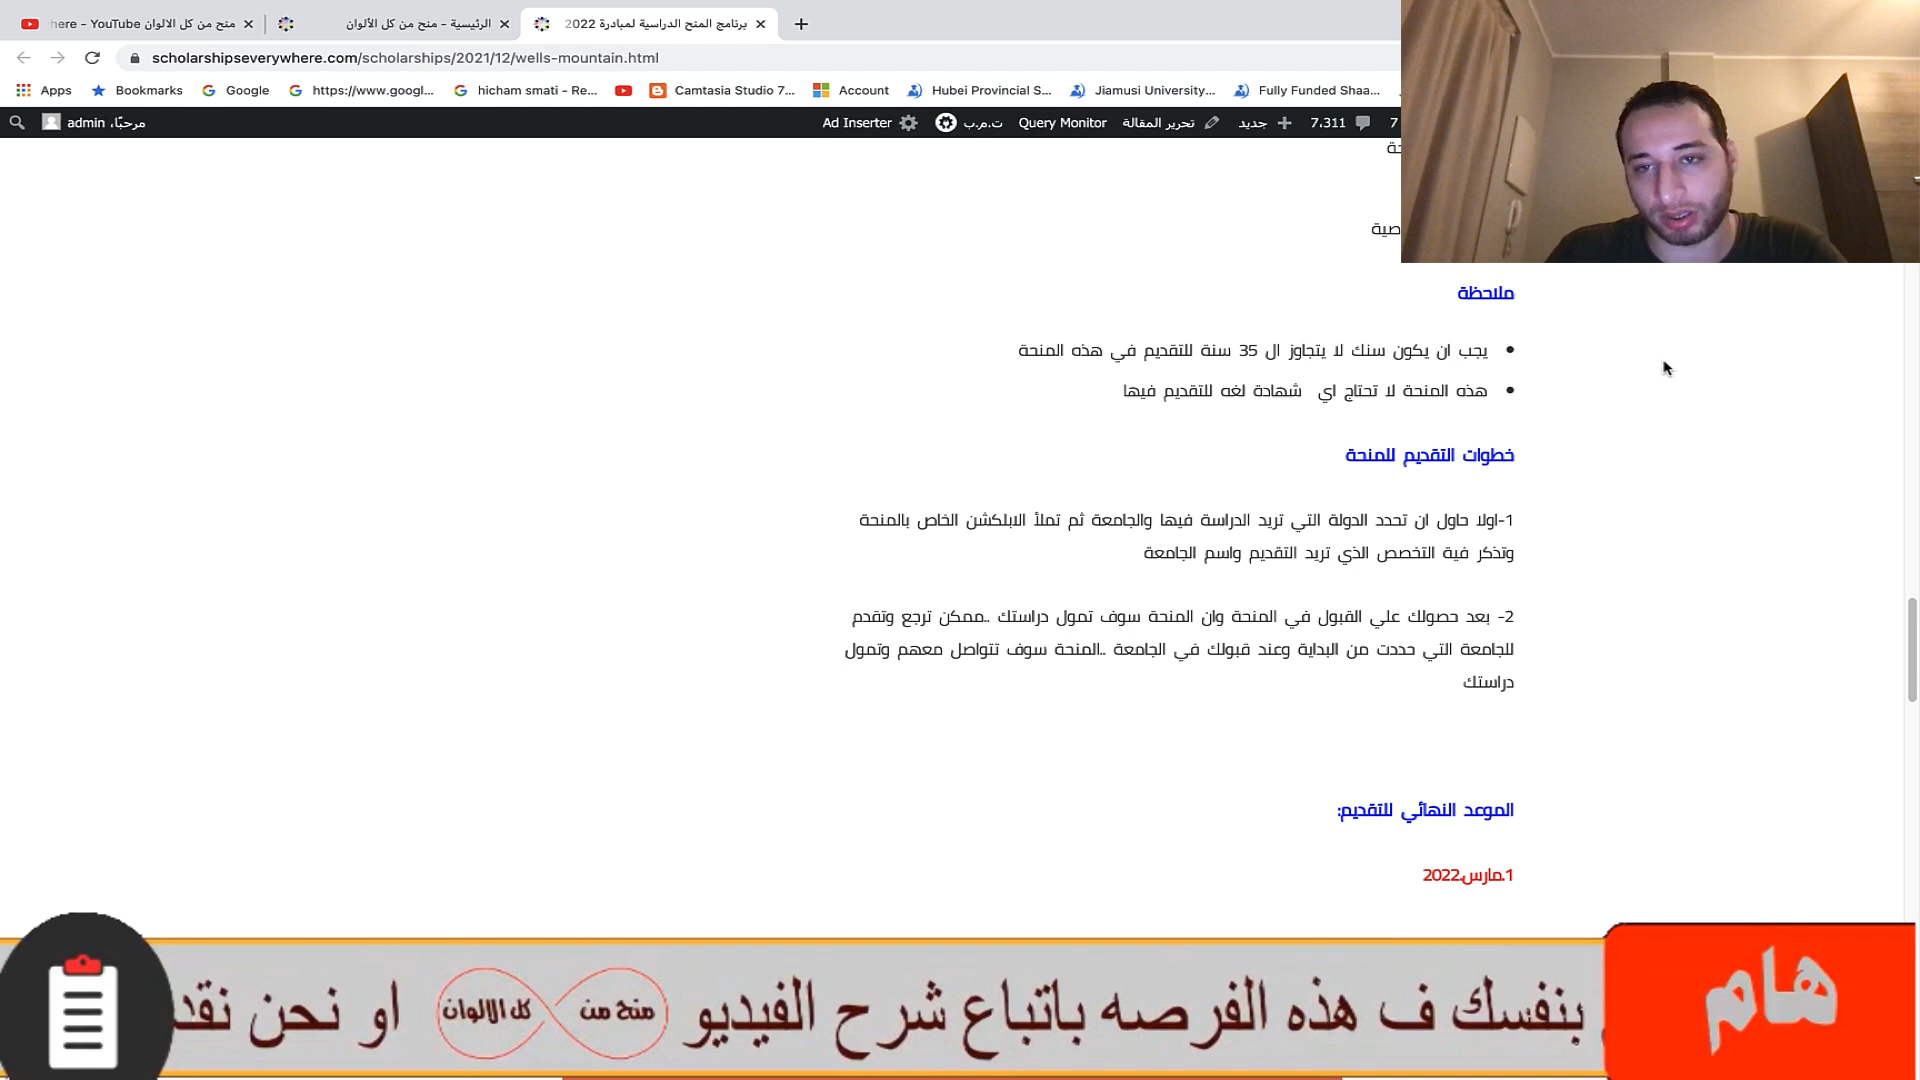 منح من كل الالوان here - YouTube
الرئيسية - منح من كل الألوان
برنامج المنح الدراسية لمبادرة 2022
scholarshipseverywhere.com/scholarships/2021/12/wells-mountain.html
Apps
Bookmarks
Google
https://www.googl...
hicham smati - Re...
Camtasia Studio 7...
Account
Hubei Provincial S...
Jiamusi University...
Fully Funded Shaa...
مرحبًا، admin
Ad Inserter
ت.م.ب
Query Monitor
تحرير المقالة
جديد
7،311
7
ملاحظة
يجب ان يكون سنك لا يتجاوز ال 35 سنة للتقديم في هذه المنحة
هذه المنحة لا تحتاج اي شهادة لغه للتقديم فيها
خطوات التقديم للمنحة
1-اولا حاول ان تحدد الدولة التي تريد الدراسة فيها والجامعة ثم تملأ الابلكشن الخاص بالمنحة
وتذكر فية التخصص الذي تريد التقديم واسم الجامعة
2- بعد حصولك علي القبول في المنحة وان المنحة سوف تمول دراستك ..ممكن ترجع وتقدم
للجامعة التي حددت من البداية وعند قبولك في الجامعة ..المنحة سوف تتواصل معهم وتمول
دراستك
الموعد النهائي للتقديم:
1.مارس.2022
هام
بنفسك ف هذه الفرصه باتباع شرح الفيديو منح من كل الالوان او نحن نقد